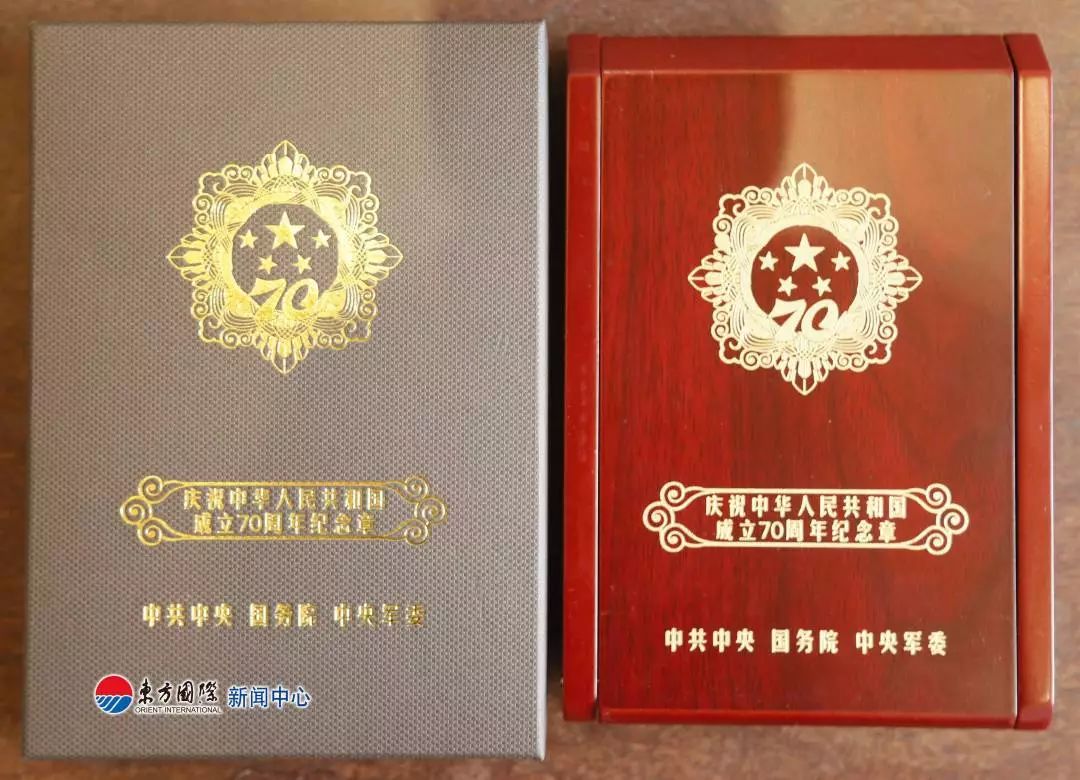 70
庆祝中华人民共和国
成立70周年纪念章
中共中央 国务院 中央军委
東方國際 新闻中心
ORIENT INTERNATIONAL
70
庆祝中华人民共和国
成立70周年纪念章
中共中央 国务院 中央军委